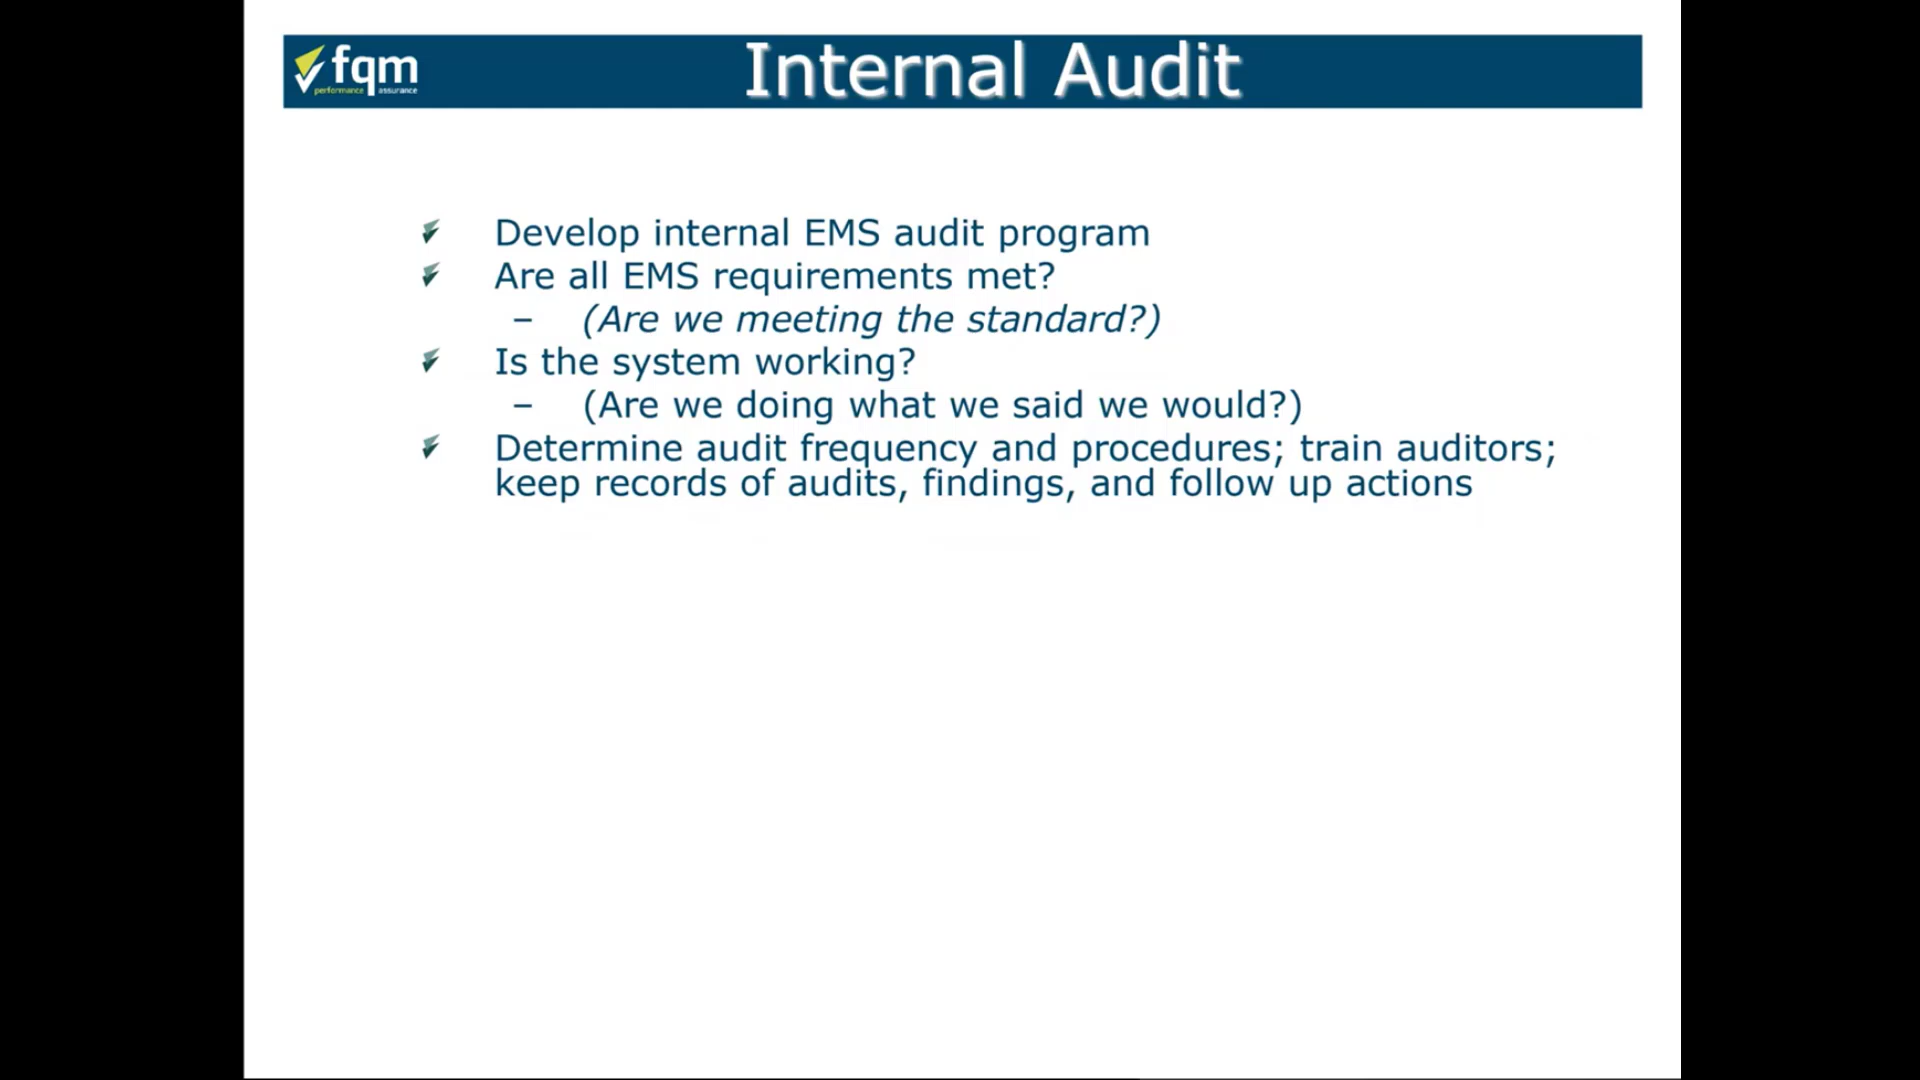 fqm
performance assurance
Internal Audit
Develop internal EMS audit program
Are all EMS requirements met?
– (Are we meeting the standard?)
Is the system working?
– (Are we doing what we said we would?)
Determine audit frequency and procedures; train auditors;
keep records of audits, findings, and follow up actions